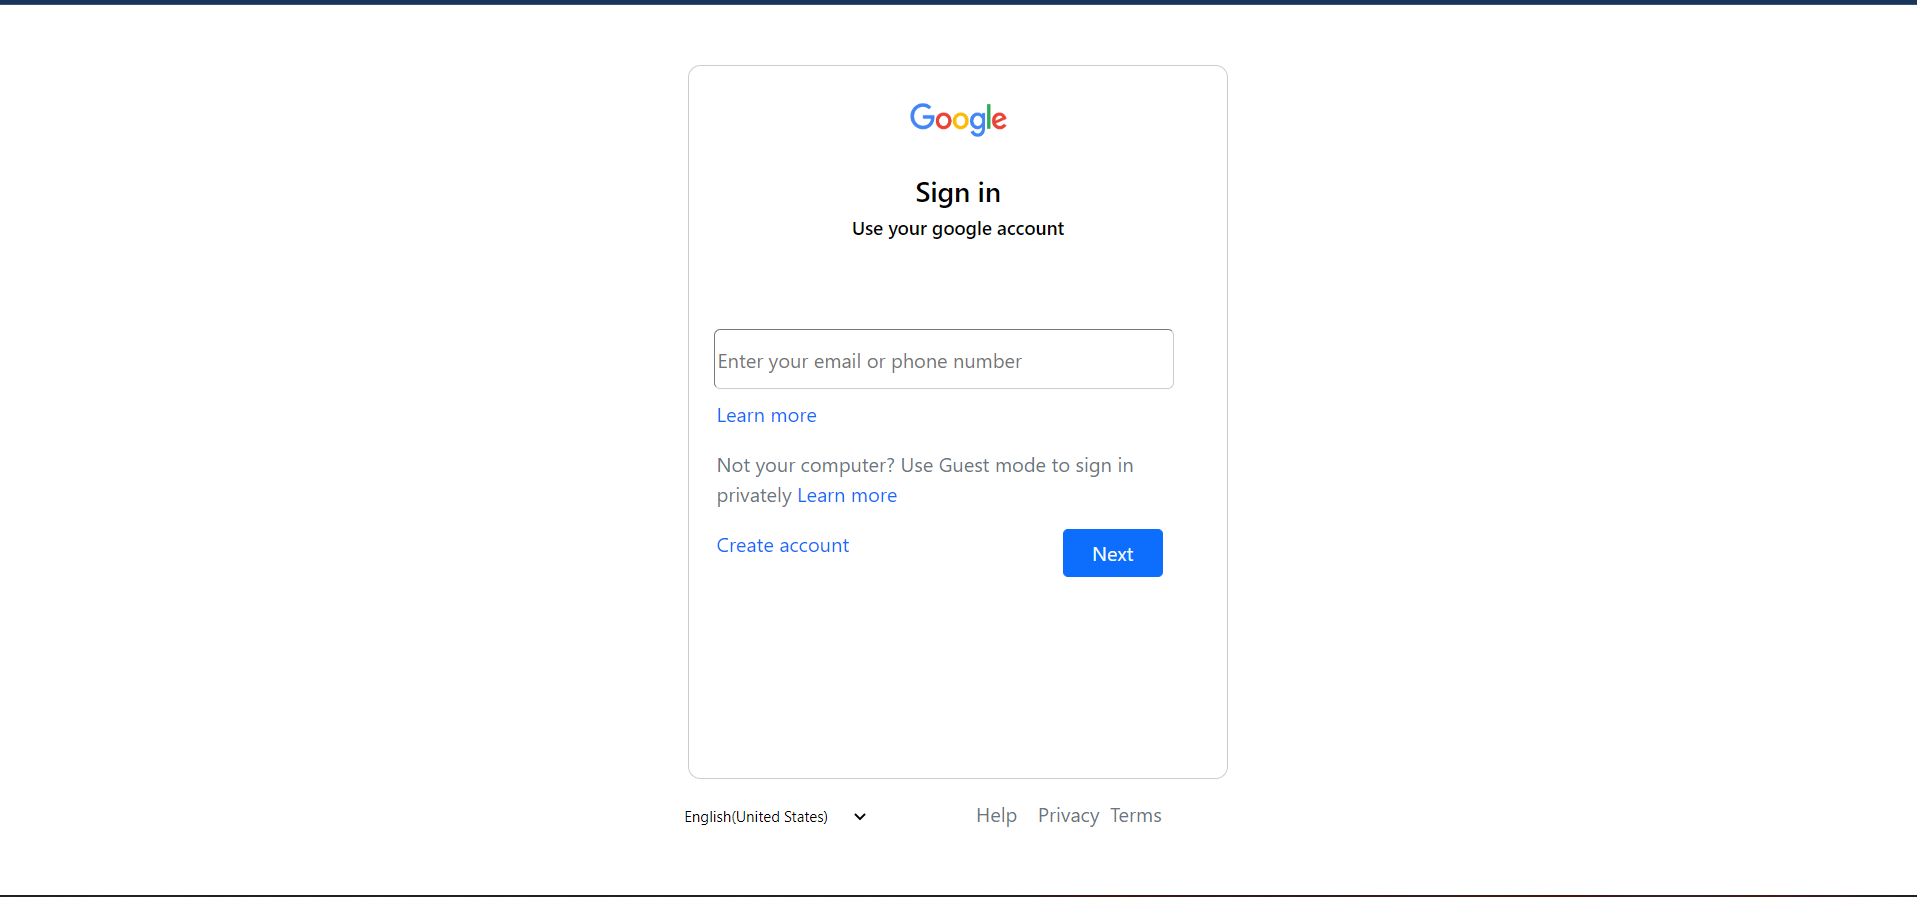 Google
Sign in
Use your google account
Enter your email or phone number
Learn more
Not your computer? Use Guest mode to sign in
privately Learn more
Create account
Next
English(United States)
Help Privacy Terms